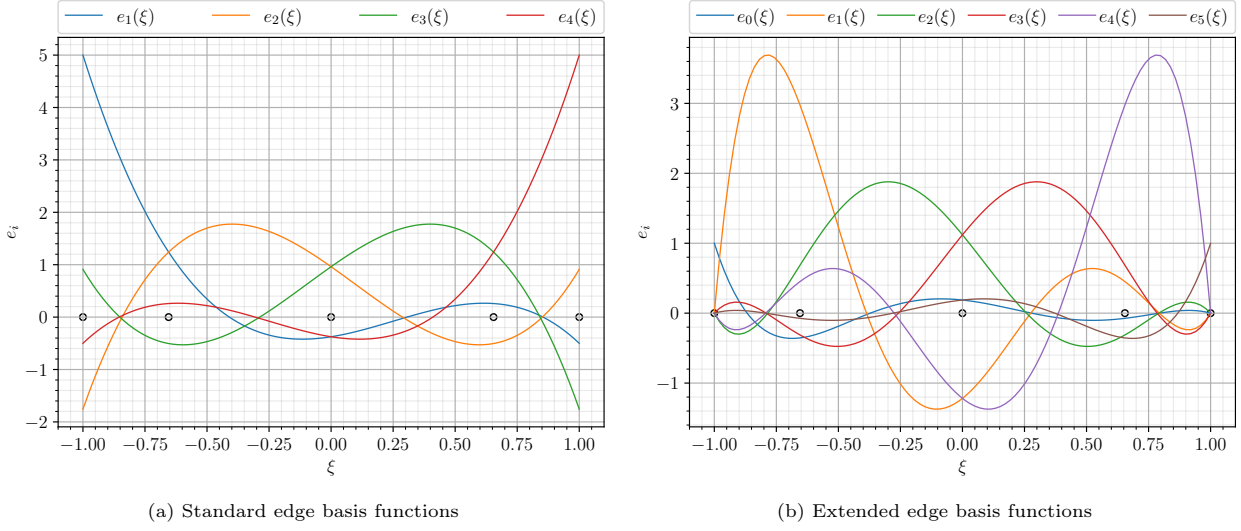 e₁(ξ) e₂(ξ) e₃(ξ) e₄(ξ)
5
4
3
2
1
0
−1
−2
eᵢ
−1.00 −0.75 −0.50 −0.25 0.00 0.25 0.50 0.75 1.00
ξ
(a) Standard edge basis functions
e₀(ξ) e₁(ξ) e₂(ξ) e₃(ξ) e₄(ξ) e₅(ξ)
3
2
1
0
−1
eᵢ
−1.00 −0.75 −0.50 −0.25 0.00 0.25 0.50 0.75 1.00
ξ
(b) Extended edge basis functions